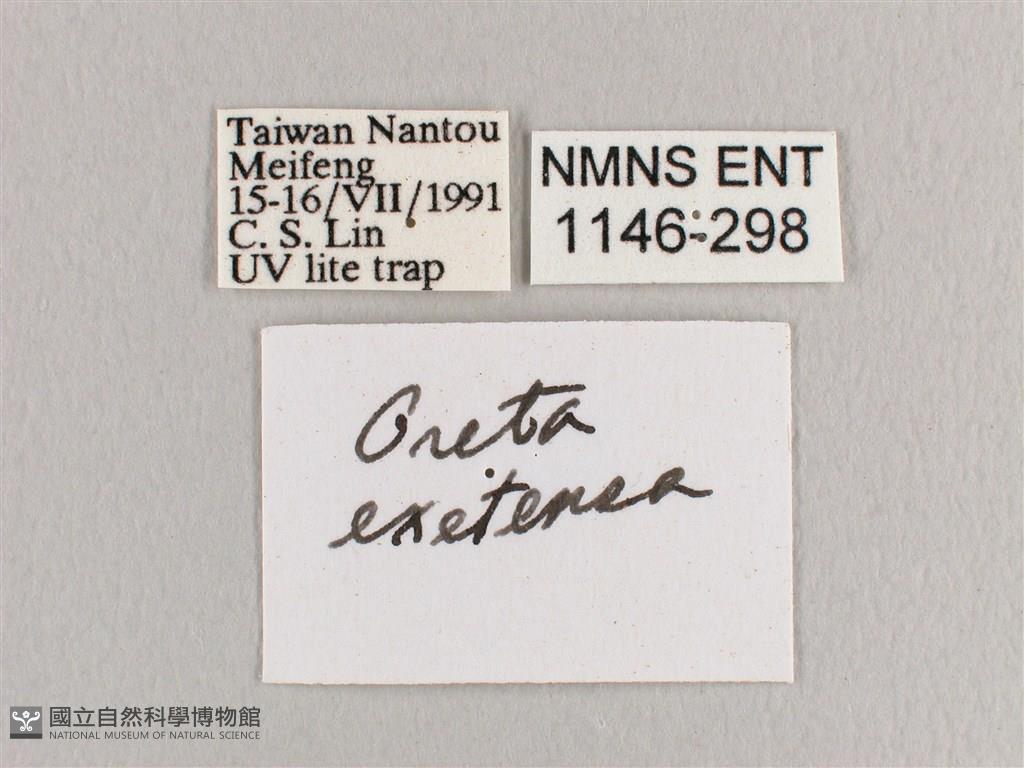 Taiwan Nantou
Meifeng
15-16/VII/1991
C. S. Lin
UV lite trap
NMNS ENT
1146-298
Oreta
exetensa
國立自然科學博物館
NATIONAL MUSEUM OF NATURAL SCIENCE